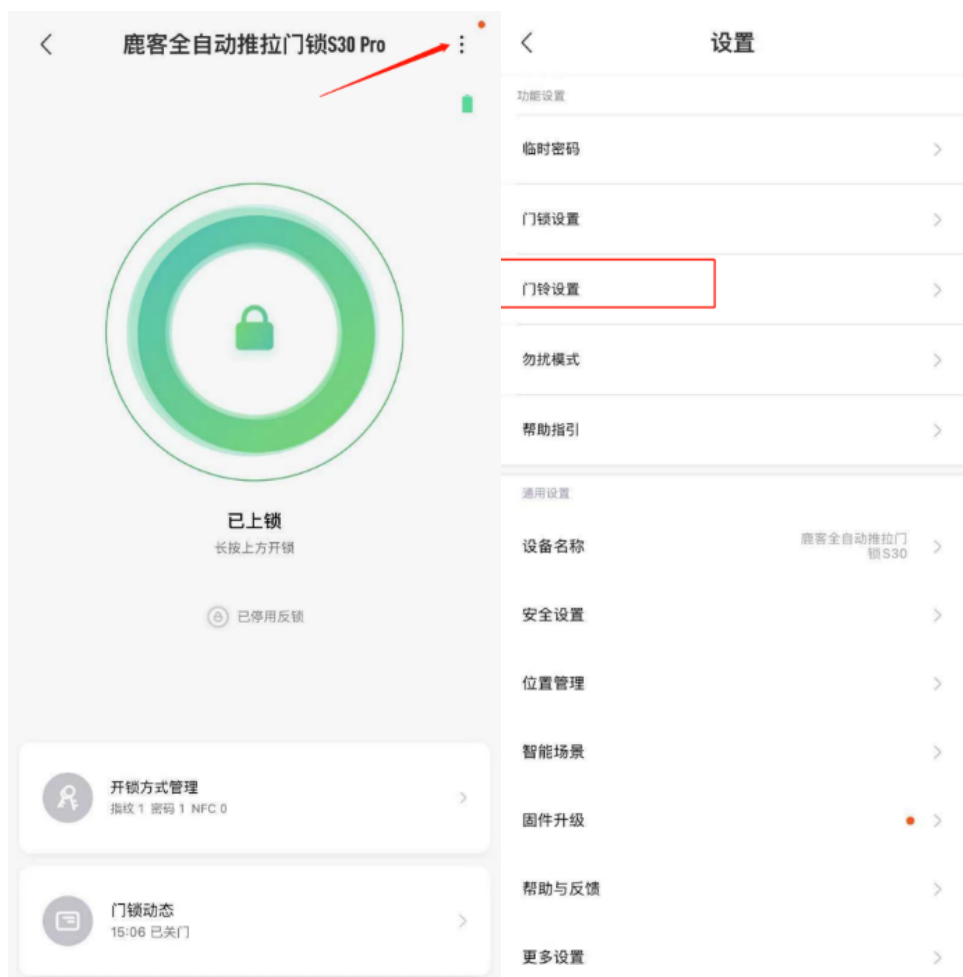 鹿客全自动推拉门锁S30 Pro
已上锁
长按上方开锁
已停用反锁
开锁方式管理
指纹 1 密码 1 NFC 0
门锁动态
15:06 已关门
设置
功能设置
临时密码
门锁设置
门铃设置
勿扰模式
帮助指引
通用设置
设备名称
鹿客全自动推拉门
锁S30
安全设置
位置管理
智能场景
固件升级
帮助与反馈
更多设置